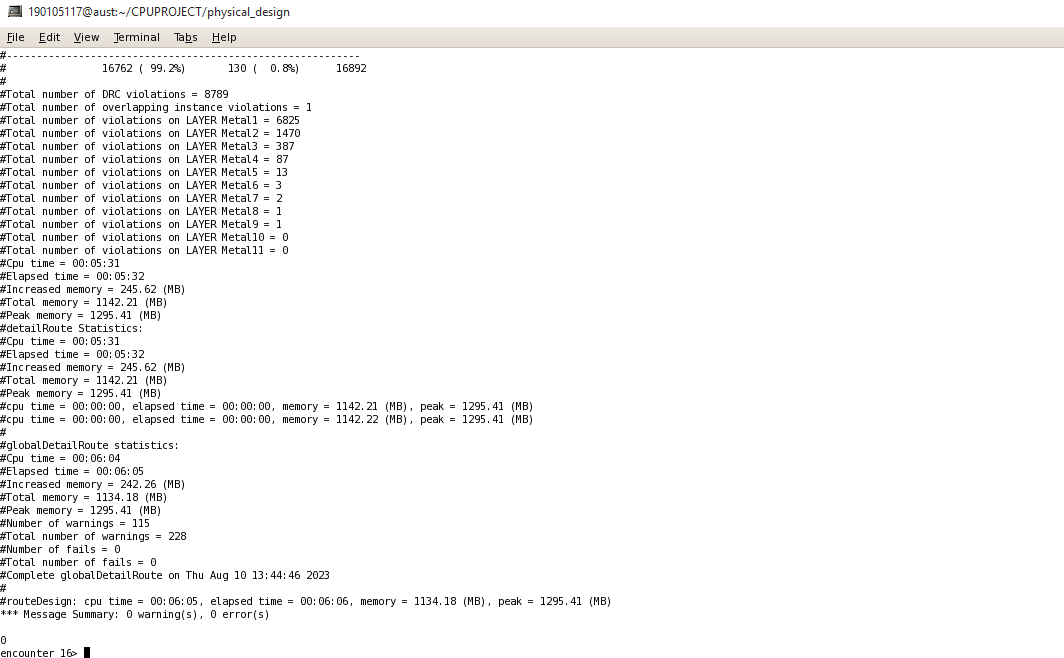 190105117@aust:~/CPUPROJECT/physical_design
File Edit View Terminal Tabs Help
#-----------------------------------------------------------
# 16762 ( 99.2%) 130 ( 0.8%) 16892
#
#Total number of DRC violations = 8789
#Total number of overlapping instance violations = 1
#Total number of violations on LAYER Metal1 = 6825
#Total number of violations on LAYER Metal2 = 1470
#Total number of violations on LAYER Metal3 = 387
#Total number of violations on LAYER Metal4 = 87
#Total number of violations on LAYER Metal5 = 13
#Total number of violations on LAYER Metal6 = 3
#Total number of violations on LAYER Metal7 = 2
#Total number of violations on LAYER Metal8 = 1
#Total number of violations on LAYER Metal9 = 1
#Total number of violations on LAYER Metal10 = 0
#Total number of violations on LAYER Metal11 = 0
#Cpu time = 00:05:31
#Elapsed time = 00:05:32
#Increased memory = 245.62 (MB)
#Total memory = 1142.21 (MB)
#Peak memory = 1295.41 (MB)
#detailRoute Statistics:
#Cpu time = 00:05:31
#Elapsed time = 00:05:32
#Increased memory = 245.62 (MB)
#Total memory = 1142.21 (MB)
#Peak memory = 1295.41 (MB)
#cpu time = 00:00:00, elapsed time = 00:00:00, memory = 1142.21 (MB), peak = 1295.41 (MB)
#cpu time = 00:00:00, elapsed time = 00:00:00, memory = 1142.22 (MB), peak = 1295.41 (MB)
#
#globalDetailRoute statistics:
#Cpu time = 00:06:04
#Elapsed time = 00:06:05
#Increased memory = 242.26 (MB)
#Total memory = 1134.18 (MB)
#Peak memory = 1295.41 (MB)
#Number of warnings = 115
#Total number of warnings = 228
#Number of fails = 0
#Total number of fails = 0
#Complete globalDetailRoute on Thu Aug 10 13:44:46 2023
#
#routeDesign: cpu time = 00:06:05, elapsed time = 00:06:06, memory = 1134.18 (MB), peak = 1295.41 (MB)
*** Message Summary: 0 warning(s), 0 error(s)
0
encounter 16>